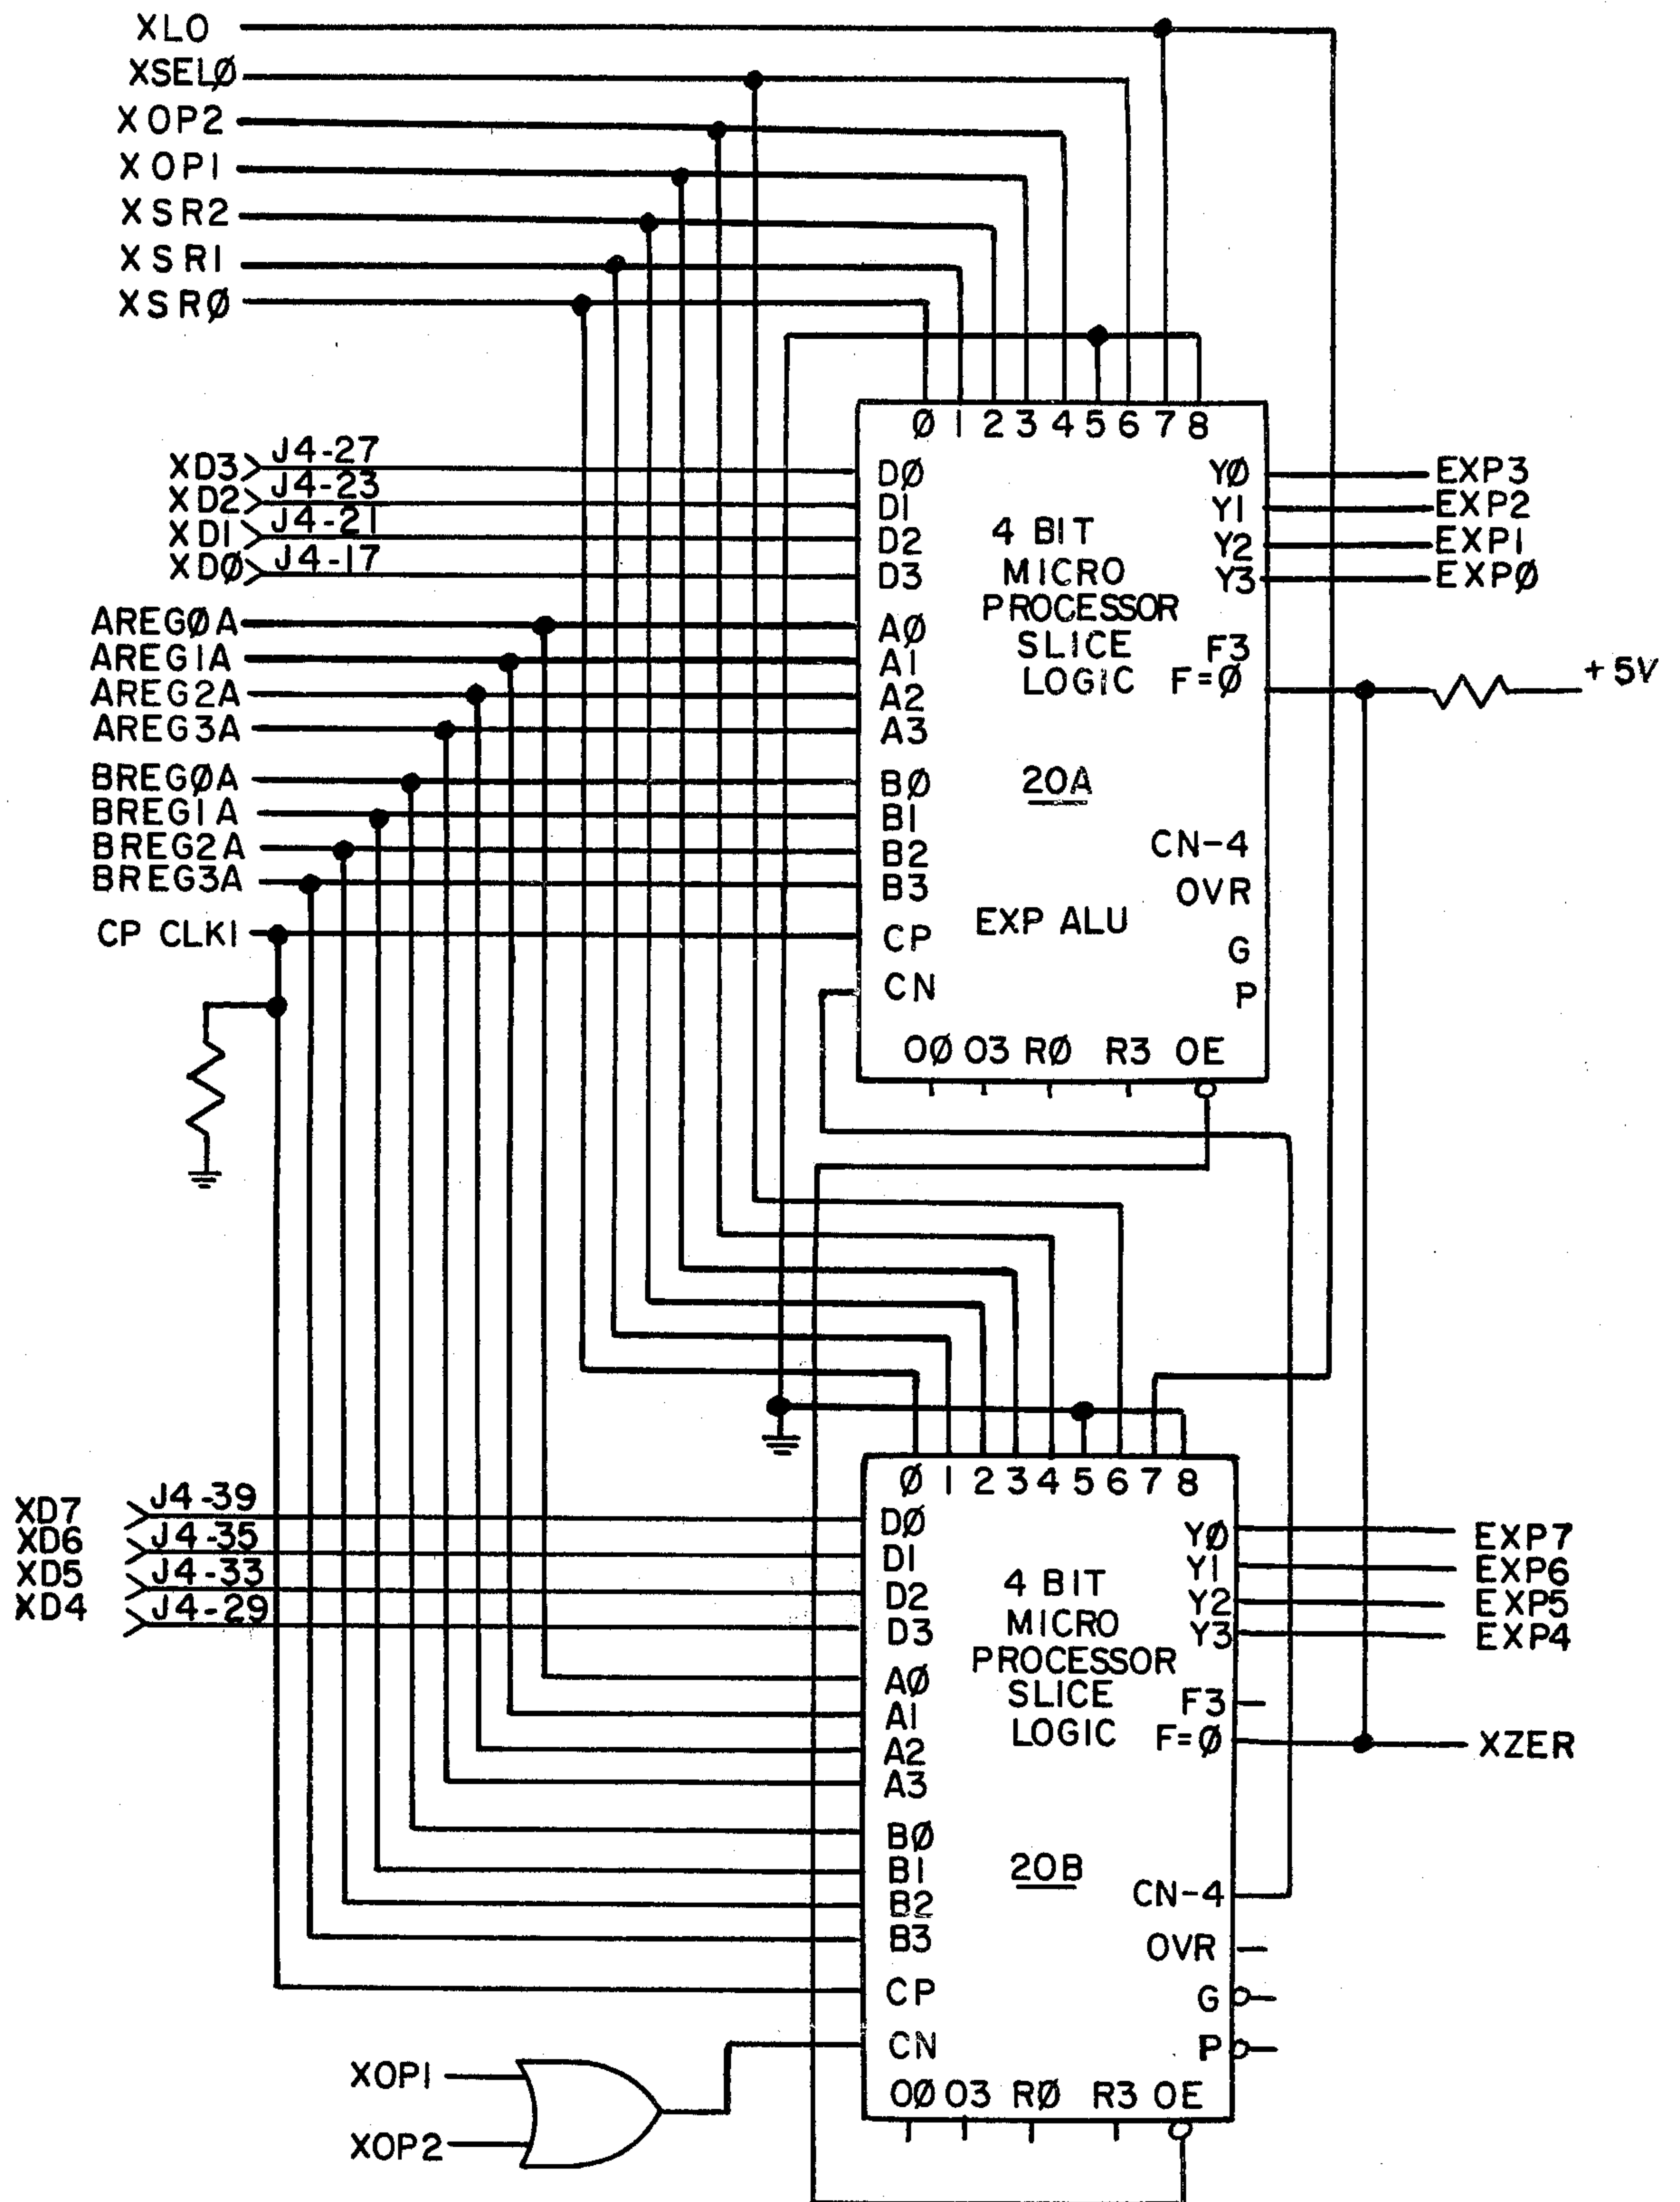 XLO
XSELØ
XOP2
XOP1
XSR2
XSR1
XSRØ
Ø 1 2 3 4 5 6 7 8
XD3 J4-27 DØ YØ EXP3
XD2 J4-23 D1 Y1 EXP2
XD1 J4-21 D2 Y2 EXP1
XDØ J4-17 D3 Y3 EXPØ
4 BIT
MICRO
PROCESSOR
SLICE
LOGIC
AREGØA AØ
AREG1A A1 F3
AREG2A A2 F=Ø +5V
AREG3A A3
BREGØA BØ 20A
BREG1A B1
BREG2A B2 CN-4
BREG3A B3 OVR
CP CLK1 CP EXP ALU G
CN P
OØ O3 RØ R3 OE
Ø 1 2 3 4 5 6 7 8
XD7 J4-39 DØ YØ EXP7
XD6 J4-35 D1 Y1 EXP6
XD5 J4-33 D2 Y2 EXP5
XD4 J4-29 D3 Y3 EXP4
4 BIT
MICRO
PROCESSOR
SLICE
LOGIC
AØ
A1 F3
A2 F=Ø XZER
A3
BØ
B1 20B
B2 CN-4
B3 OVR
CP G
CN P
XOP1
XOP2
OØ O3 RØ R3 OE